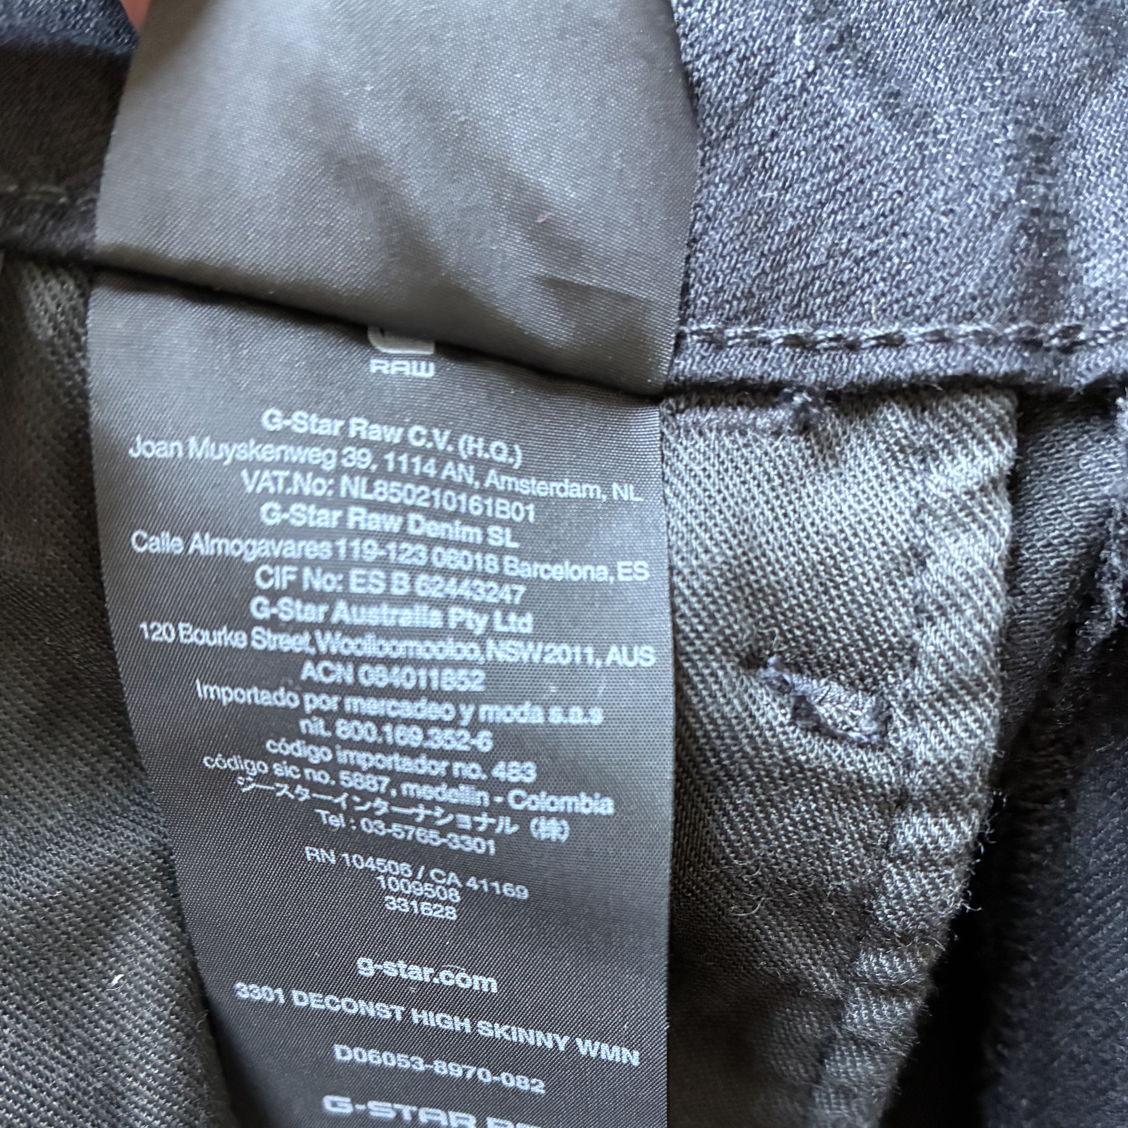 RAW
G-Star Raw C.V. (H.Q.)
Joan Muyskenweg 39, 1114 AN, Amsterdam, NL
VAT.No: NL850210161B01
G-Star Raw Denim SL
Calle Almogavares 119-123 08018 Barcelona, ES
CIF No: ES B 62443247
G-Star Australia Pty Ltd
120 Bourke Street, Woolloomooloo, NSW 2011, AUS
ACN 084011852
Importado por mercadeo y moda s.a.s
nit. 800.169.352-6
código importador no. 483
código sic no. 5887, medellin - Colombia
ジースターインターナショナル（株）
Tel : 03-5765-3301
RN 104506 / CA 41169
1009508
331628
g-star.com
3301 DECONST HIGH SKINNY WMN
D06053-8970-082
G-STAR